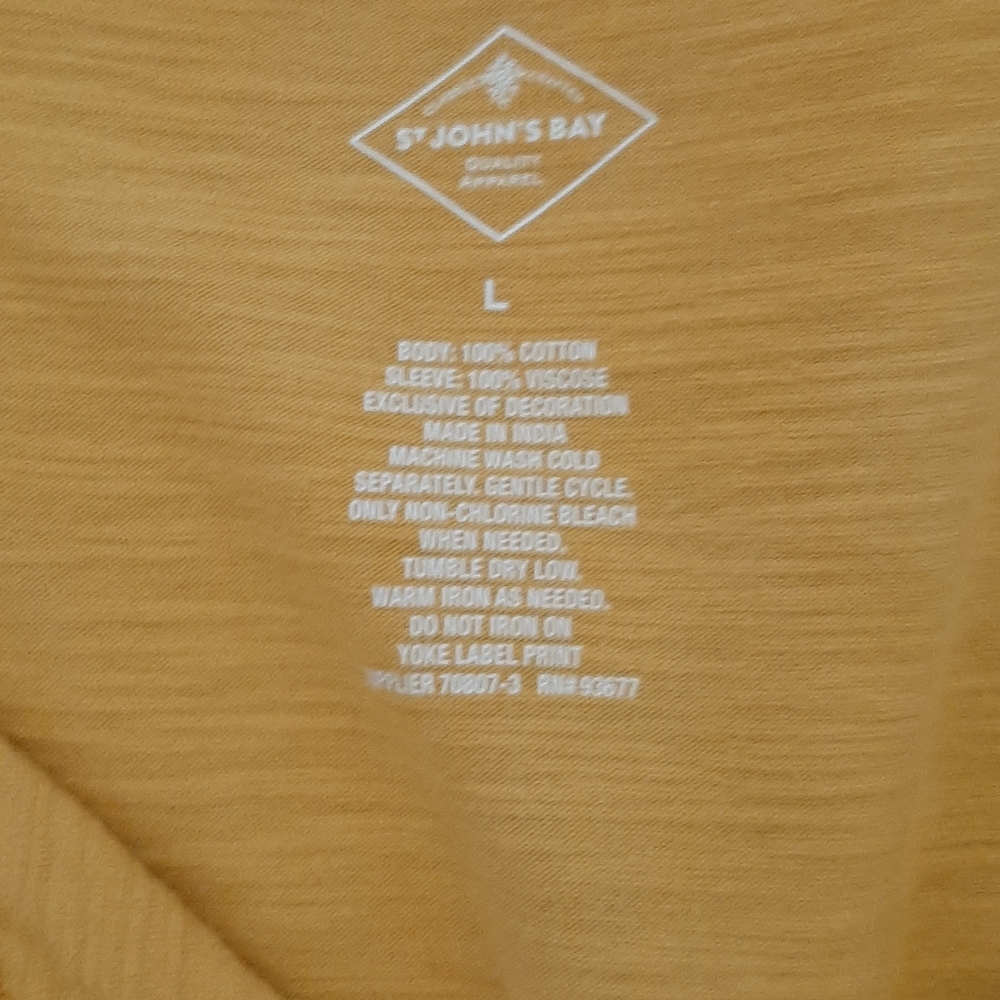 ST JOHN'S BAY
QUALITY
APPAREL
L
BODY: 100% COTTON
SLEEVE: 100% VISCOSE
EXCLUSIVE OF DECORATION
MADE IN INDIA
MACHINE WASH COLD
SEPARATELY. GENTLE CYCLE.
ONLY NON-CHLORINE BLEACH
WHEN NEEDED.
TUMBLE DRY LOW.
WARM IRON AS NEEDED.
DO NOT IRON ON
YOKE LABEL PRINT
70807-3 RN# 93677